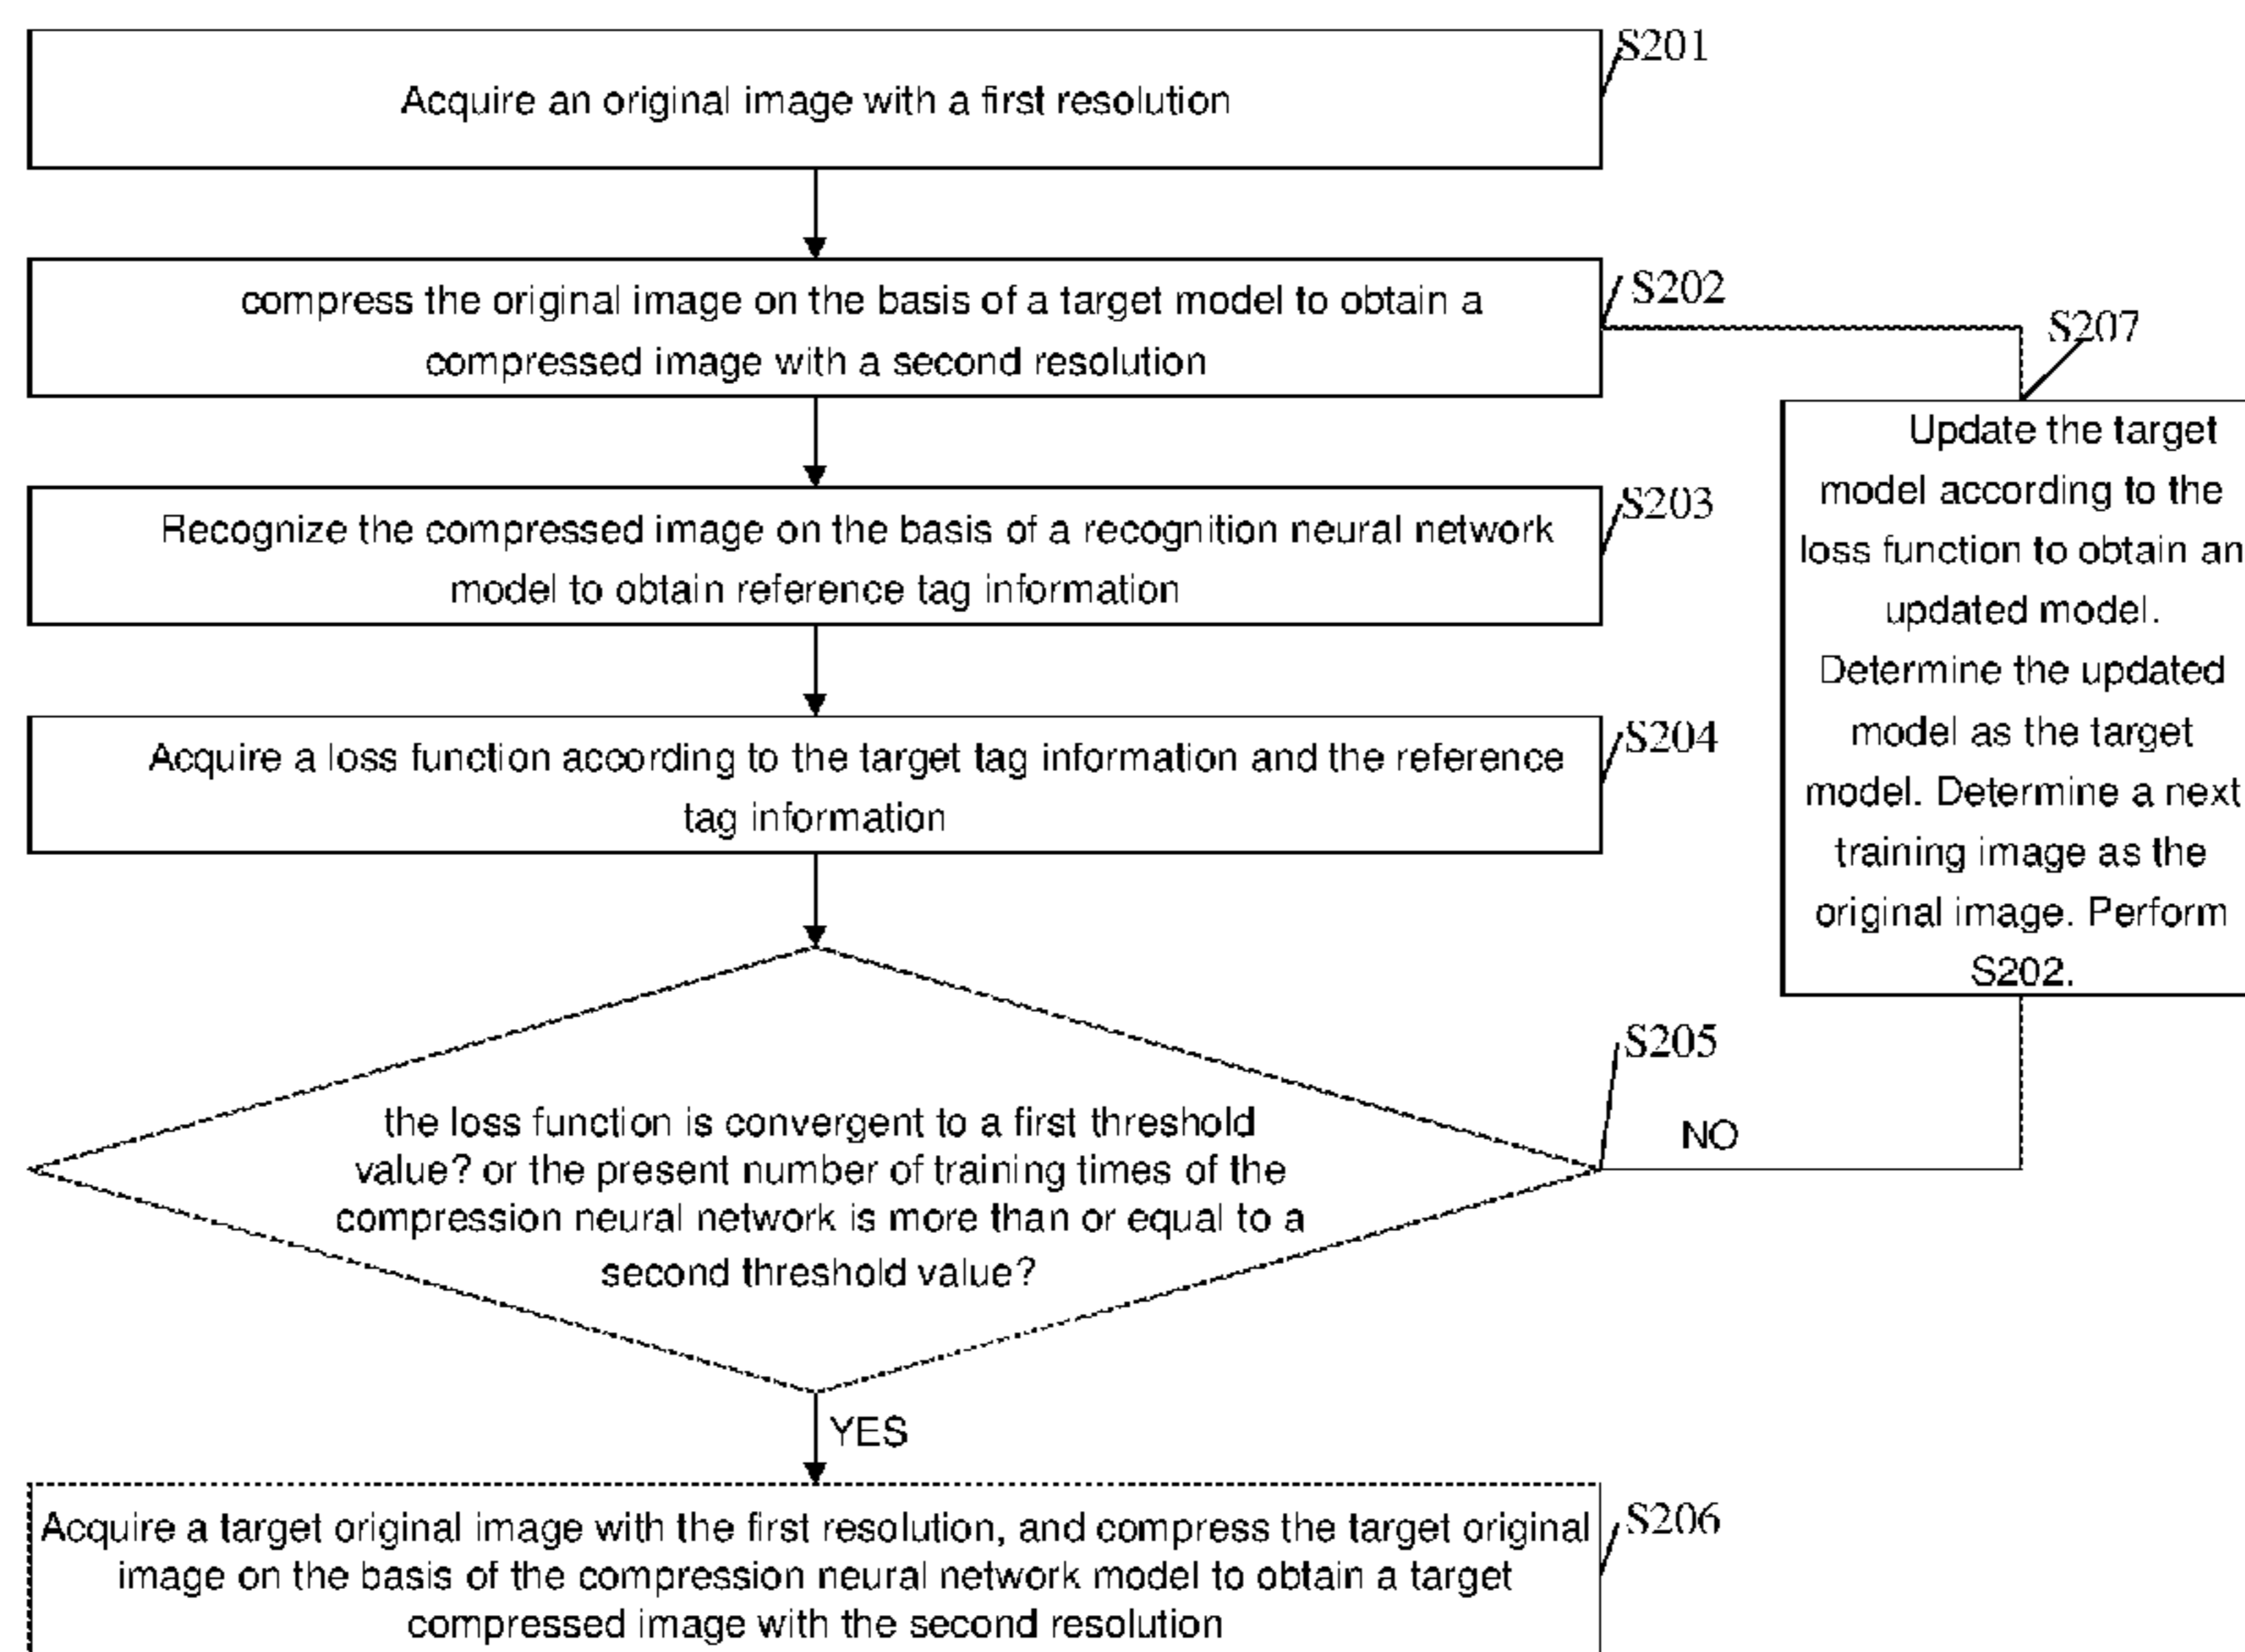 S201
Acquire an original image with a first resolution
S202
compress the original image on the basis of a target model to obtain a
compressed image with a second resolution
S203
Recognize the compressed image on the basis of a recognition neural network
model to obtain reference tag information
S204
Acquire a loss function according to the target tag information and the reference
tag information
S205
the loss function is convergent to a first threshold
value? or the present number of training times of the
compression neural network is more than or equal to a
second threshold value?
NO
S207
Update the target
model according to the
loss function to obtain an
updated model.
Determine the updated
model as the target
model. Determine a next
training image as the
original image. Perform
S202.
YES
S206
Acquire a target original image with the first resolution, and compress the target original
image on the basis of the compression neural network model to obtain a target
compressed image with the second resolution